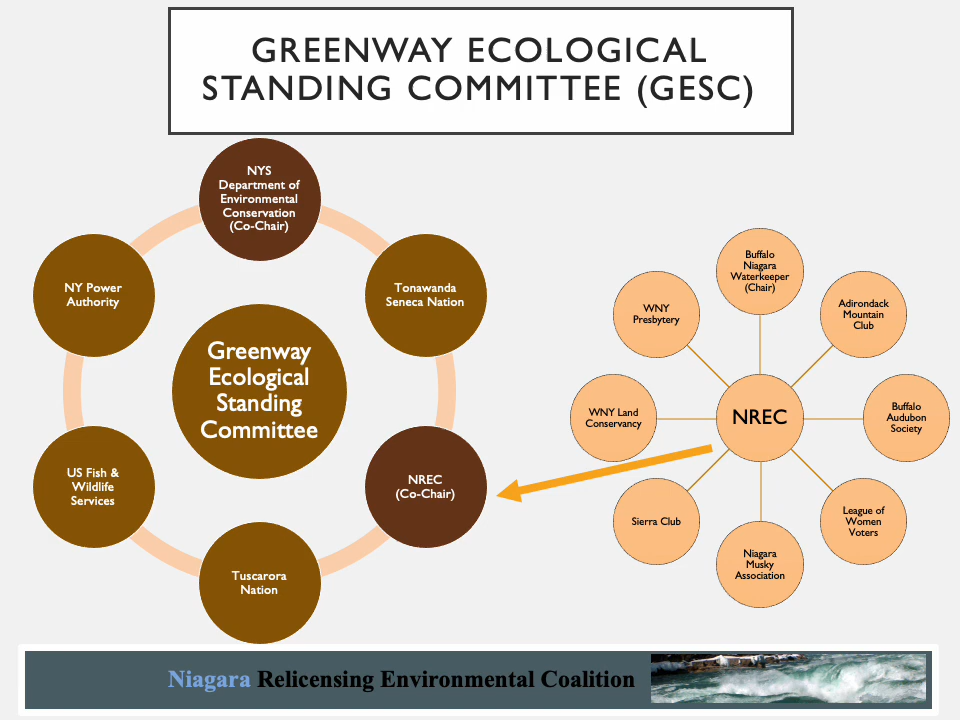 GREENWAY ECOLOGICAL
STANDING COMMITTEE (GESC)
NYS
Department of
Environmental
Conservation
(Co-Chair)
Tonawanda
Seneca Nation
NREC
(Co-Chair)
Tuscarora
Nation
US Fish &
Wildlife
Services
NY Power
Authority
Greenway
Ecological
Standing
Committee
Buffalo
Niagara
Waterkeeper
(Chair)
Adirondack
Mountain
Club
Buffalo
Audubon
Society
League of
Women
Voters
Niagara
Musky
Association
Sierra Club
WNY Land
Conservancy
WNY
Presbytery
NREC
Niagara Relicensing Environmental Coalition